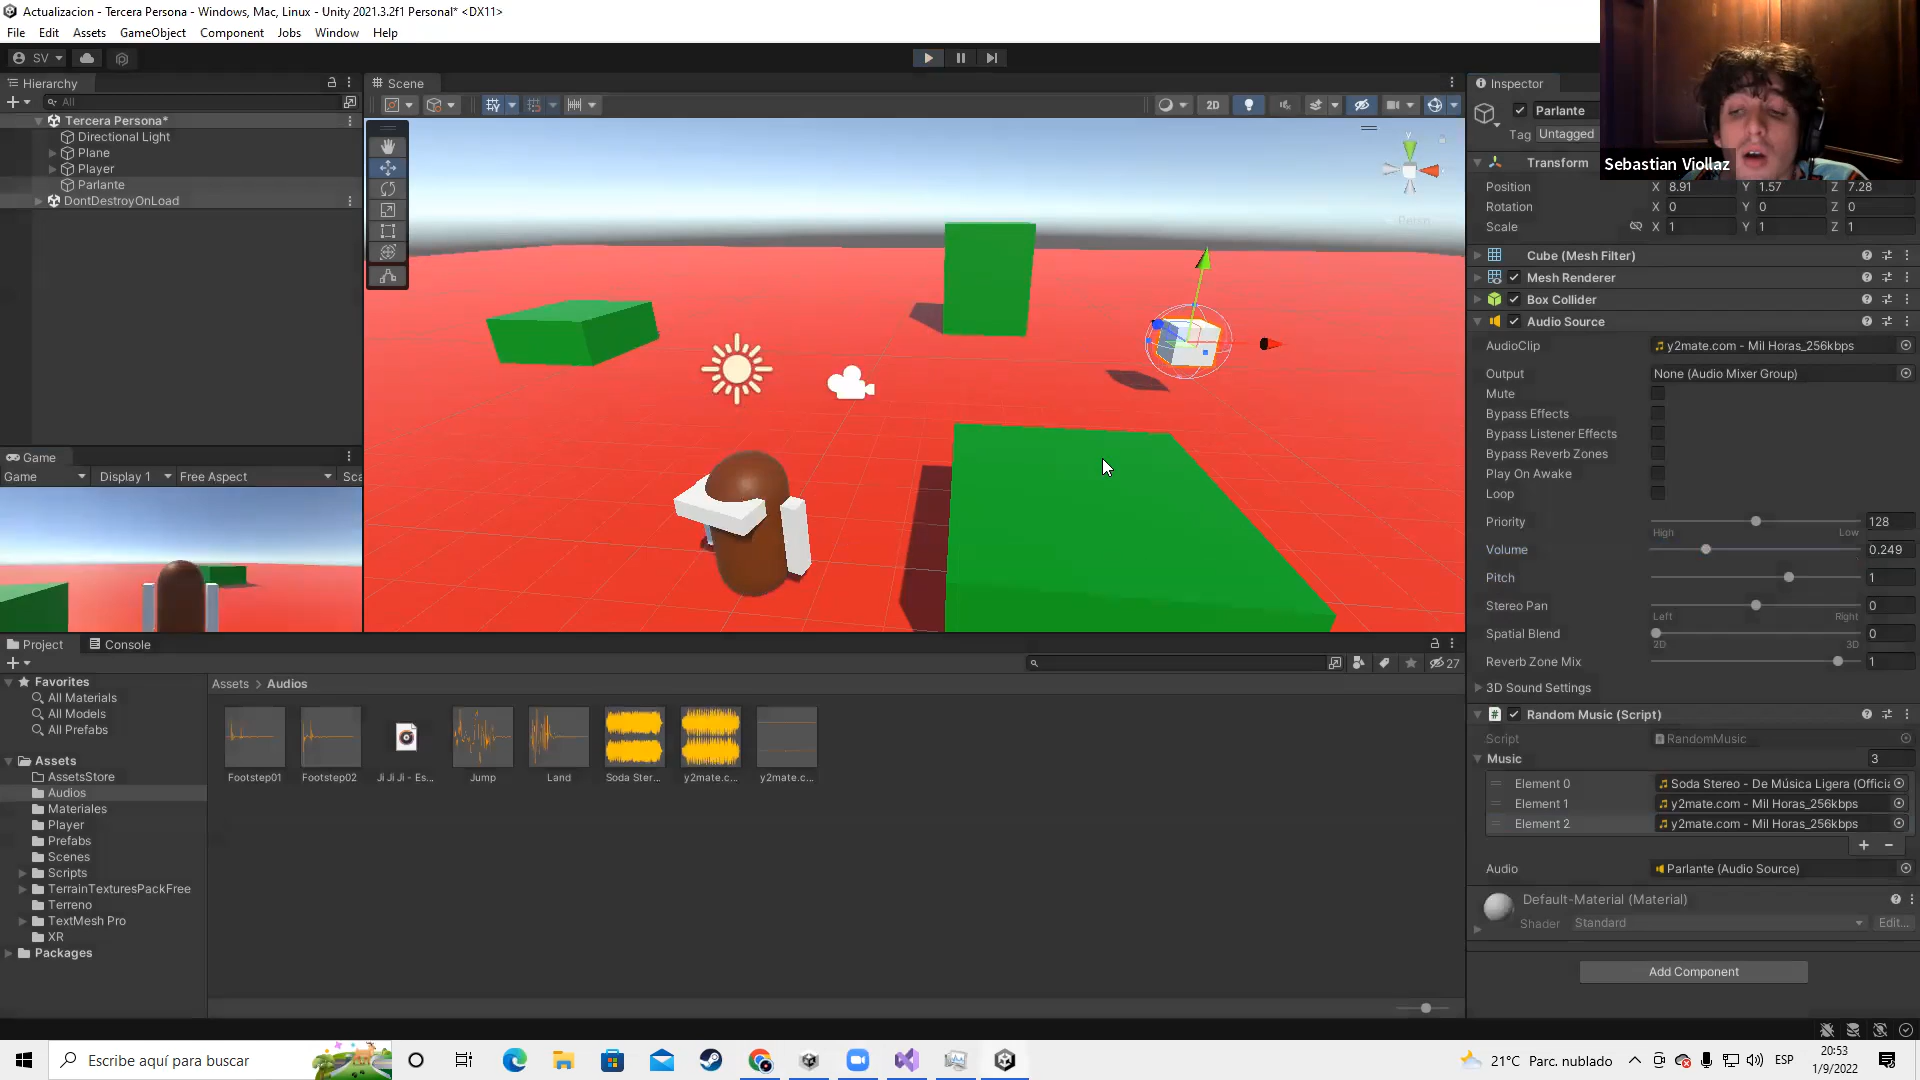 Actualizacion - Tercera Persona - Windows, Mac, Linux - Unity 2021.3.2f1 Personal* <DX11>
File Edit Assets GameObject Component Jobs Window Help
SV
Hierarchy
All
Tercera Persona*
Directional Light
Plane
Player
Parlante
DontDestroyOnLoad
Scene
2D
Y
Persp
Game
Game Display 1 Free Aspect Sca
Inspector
Parlante
Tag Untagged
Sebastian Viollaz
Transform
Position X 8.91 Y 1.57 Z 7.28
Rotation X 0 Y 0 Z 0
Scale X 1 Y 1 Z 1
Cube (Mesh Filter)
Mesh Renderer
Box Collider
Audio Source
AudioClip y2mate.com - Mil Horas_256kbps
Output None (Audio Mixer Group)
Mute
Bypass Effects
Bypass Listener Effects
Bypass Reverb Zones
Play On Awake
Loop
Priority 128
High Low
Volume 0.249
Pitch 1
Stereo Pan 0
Left Right
Spatial Blend 0
2D 3D
Reverb Zone Mix 1
3D Sound Settings
Random Music (Script)
Script RandomMusic
Music 3
Element 0 Soda Stereo - De Música Ligera (Officia
Element 1 y2mate.com - Mil Horas_256kbps
Element 2 y2mate.com - Mil Horas_256kbps
Audio Parlante (Audio Source)
Default-Material (Material)
Shader Standard Edit...
Add Component
Project Console
27
Favorites
All Materials
All Models
All Prefabs
Assets
AssetsStore
Audios
Materiales
Player
Prefabs
Scenes
Scripts
TerrainTexturesPackFree
Terreno
TextMesh Pro
XR
Packages
Assets > Audios
Footstep01 Footstep02 Ji Ji Ji - Es... Jump Land Soda Ster... y2mate.c... y2mate.c...
Escribe aquí para buscar
21°C Parc. nublado ESP 20:53
1/9/2022